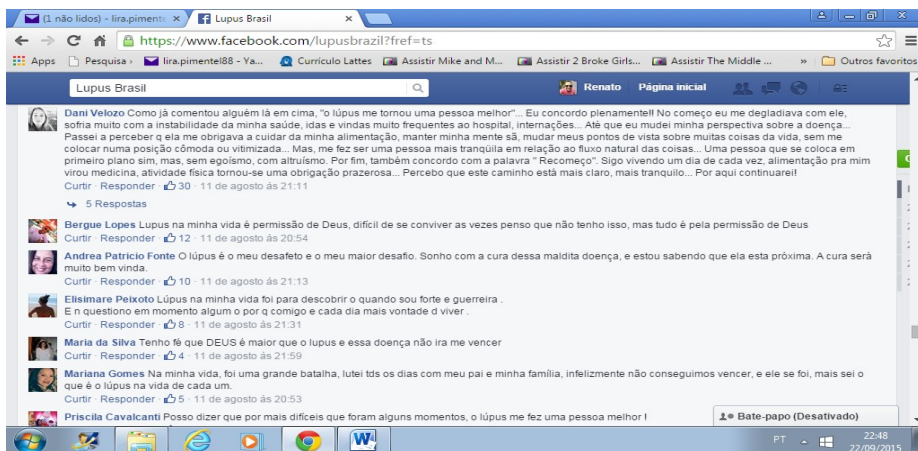 (1 não lidos) - lira.pimente
Lupus Brasil
https://www.facebook.com/lupusbrazil?fref=ts
Apps Pesquisa lira.pimentel88 - Ya... Currículo Lattes Assistir Mike and M... Assistir 2 Broke Girls... Assistir The Middle ... » Outros favoritos
Lupus Brasil Renato Página inicial
Dani Velozo Como já comentou alguém lá em cima, "o lúpus me tornou uma pessoa melhor"... Eu concordo plenamente!! No começo eu me degladiava com ele,
sofria muito com a instabilidade da minha saúde, idas e vindas muito frequentes ao hospital, internações... Até que eu mudei minha perspectiva sobre a doença...
Passei a perceber q ela me obrigava a cuidar da minha alimentação, manter minha mente sã, mudar meus pontos de vista sobre muitas coisas da vida, sem me
colocar numa posição cômoda ou vitimizada... Mas, me fez ser uma pessoa mais tranqüila em relação ao fluxo natural das coisas... Uma pessoa que se coloca em
primeiro plano sim, mas, sem egoísmo, com altruísmo. Por fim, também concordo com a palavra " Recomeço". Sigo vivendo um dia de cada vez, alimentação pra mim
virou medicina, atividade física tornou-se uma obrigação prazerosa... Percebo que este caminho está mais claro, mais tranquilo... Por aqui continuarei!
Curtir · Responder · 30 · 11 de agosto às 21:11
5 Respostas
Bergue Lopes Lupus na minha vida é permissão de Deus, difícil de se conviver as vezes penso que não tenho isso, mas tudo é pela permissão de Deus
Curtir · Responder · 12 · 11 de agosto às 20:54
Andrea Patricio Fonte O lúpus é o meu desafeto e o meu maior desafio. Sonho com a cura dessa maldita doença, e estou sabendo que ela esta próxima. A cura será
muito bem vinda.
Curtir · Responder · 10 · 11 de agosto às 21:13
Elisimare Peixoto Lúpus na minha vida foi para descobrir o quando sou forte e guerreira .
E n questiono em momento algum o por q comigo e cada dia mais vontade d viver .
Curtir · Responder · 8 · 11 de agosto às 21:31
Maria da Silva Tenho fé que DEUS é maior que o lupus e essa doença não ira me vencer
Curtir · Responder · 4 · 11 de agosto às 21:59
Mariana Gomes Na minha vida, foi uma grande batalha, lutei tds os dias com meu pai e minha família, infelizmente não conseguimos vencer, e ele se foi, mais sei o
que é o lúpus na vida de cada um.
Curtir · Responder · 5 · 11 de agosto às 20:53
Priscila Cavalcanti Posso dizer que por mais difíceis que foram alguns momentos, o lúpus me fez uma pessoa melhor !
Bate-papo (Desativado)
PT 22:48
22/09/2015